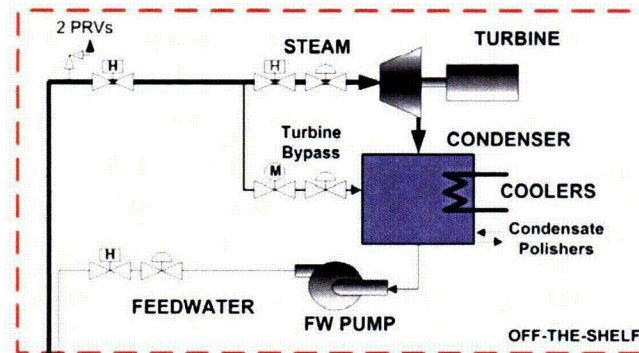 2 PRVs
STEAM
TURBINE
H
H
Turbine
Bypass
CONDENSER
M
COOLERS
Condensate
Polishers
H
FEEDWATER
FW PUMP
OFF-THE-SHELF